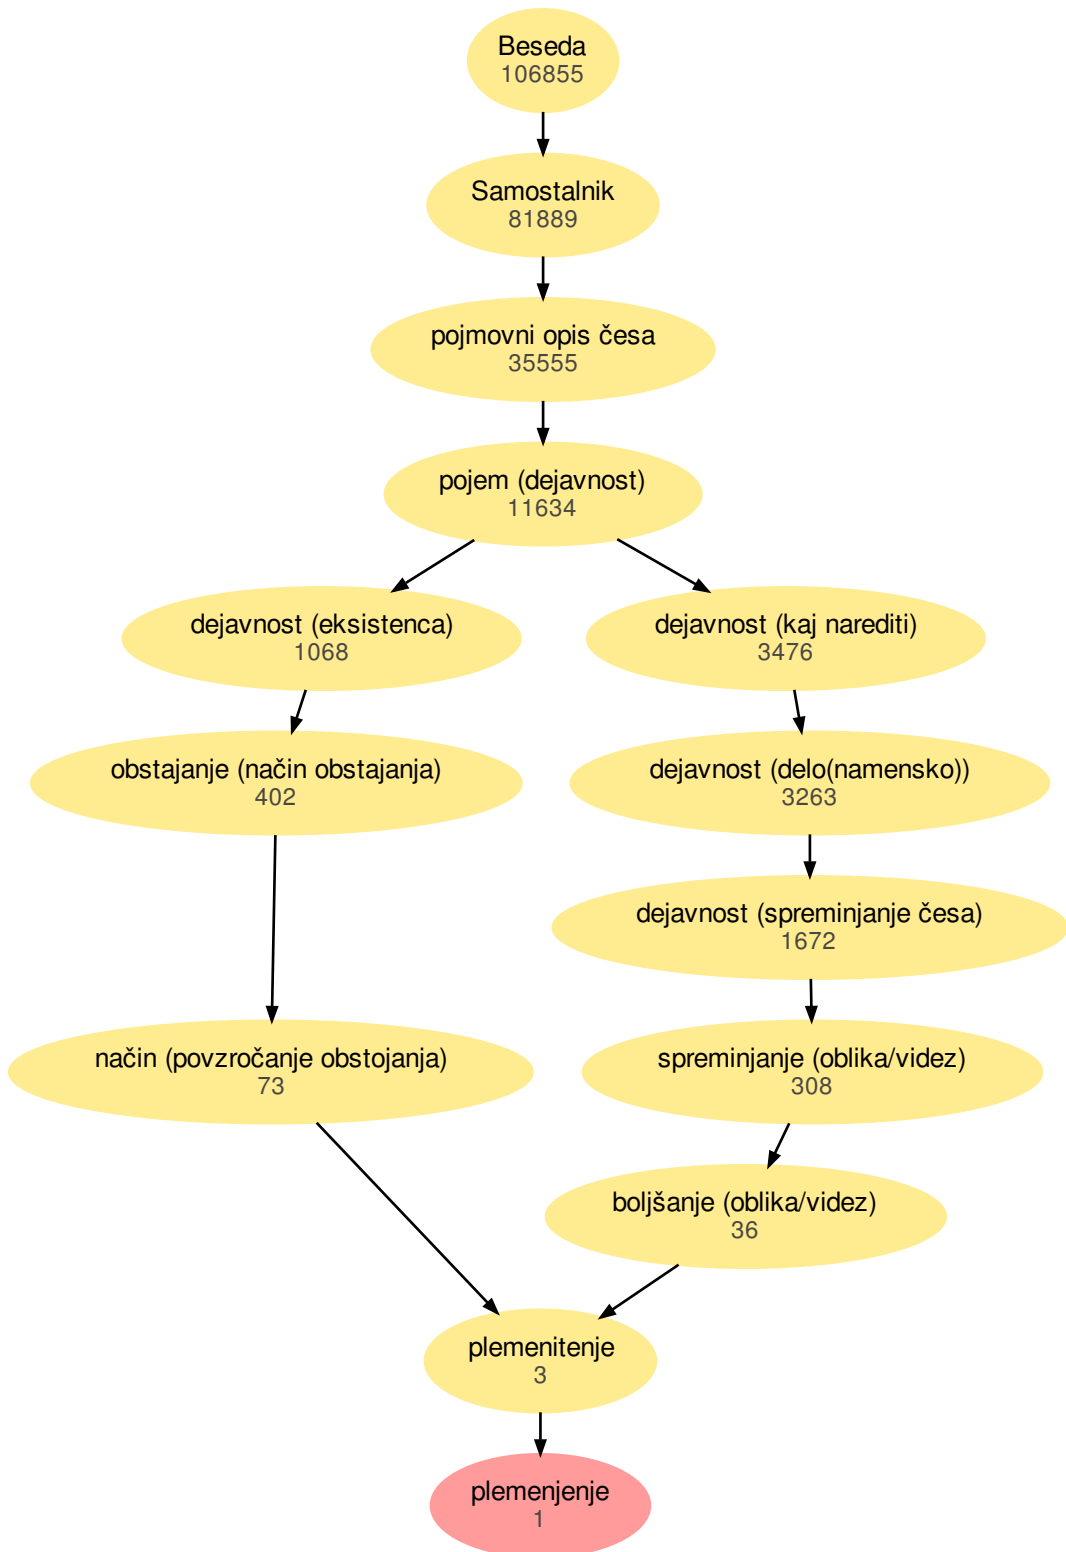 Beseda
106855
Samostalnik
81889
pojmovni opis česa
35555
pojem (dejavnost)
11634
dejavnost (eksistenca)
1068
dejavnost (kaj narediti)
3476
obstajanje (način obstajanja)
402
dejavnost (delo(namensko))
3263
dejavnost (spreminjanje česa)
1672
način (povzročanje obstojanja)
73
spreminjanje (oblika/videz)
308
boljšanje (oblika/videz)
36
plemenitenje
3
plemenjenje
1